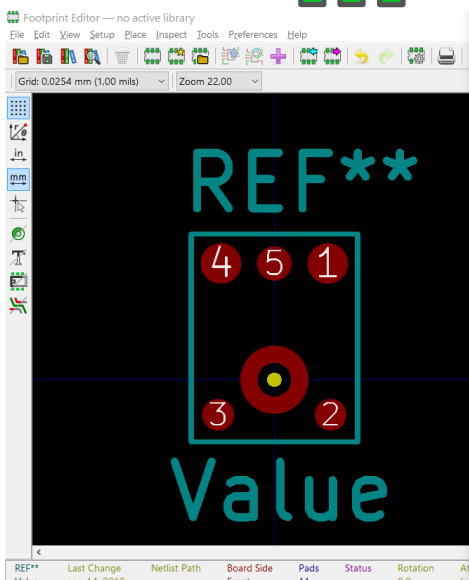 Footprint Editor — no active library
File Edit View Setup Place Inspect Tools Preferences Help
Grid: 0,0254 mm (1,00 mils) Zoom 22,00
in
mm
REF**
4 5 1
3 2
Value
REF** Last Change Netlist Path Board Side Pads Status Rotation